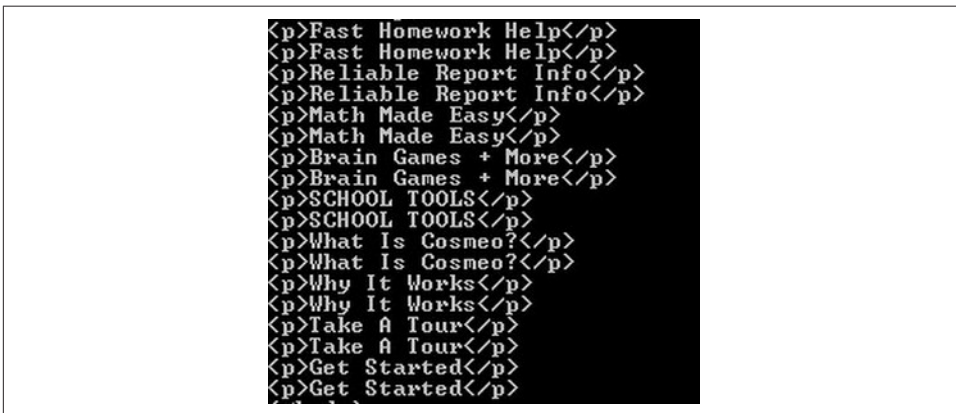 <p>Fast Homework Help</p>
<p>Fast Homework Help</p>
<p>Reliable Report Info</p>
<p>Reliable Report Info</p>
<p>Math Made Easy</p>
<p>Math Made Easy</p>
<p>Brain Games + More</p>
<p>Brain Games + More</p>
<p>SCHOOL TOOLS</p>
<p>SCHOOL TOOLS</p>
<p>What Is Cosmeo?</p>
<p>What Is Cosmeo?</p>
<p>Why It Works</p>
<p>Why It Works</p>
<p>Take A Tour</p>
<p>Take A Tour</p>
<p>Get Started</p>
<p>Get Started</p>